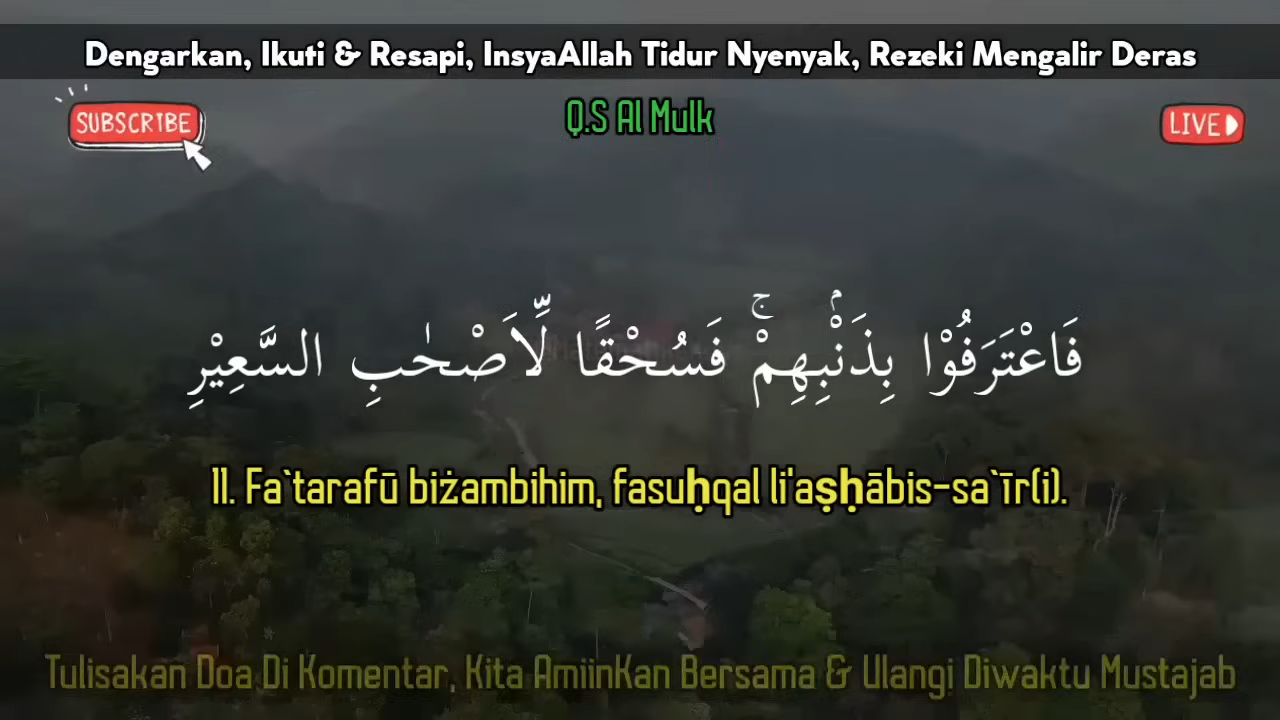 Dengarkan, Ikuti & Resapi, InsyaAllah Tidur Nyenyak, Rezeki Mengalir Deras
SUBSCRIBE
Q.S Al Mulk
LIVE
فَاعْتَرَفُوْا بِذَنْۢبِهِمْۚ فَسُحْقًا لِّاَصْحٰبِ السَّعِيْرِ
11. Fa`tarafū biżambihim, fasuḥqal li'aṣḥābis-sa`īr(i).
Tulisakan Doa Di Komentar, Kita AmiinKan Bersama & Ulangi Diwaktu Mustajab